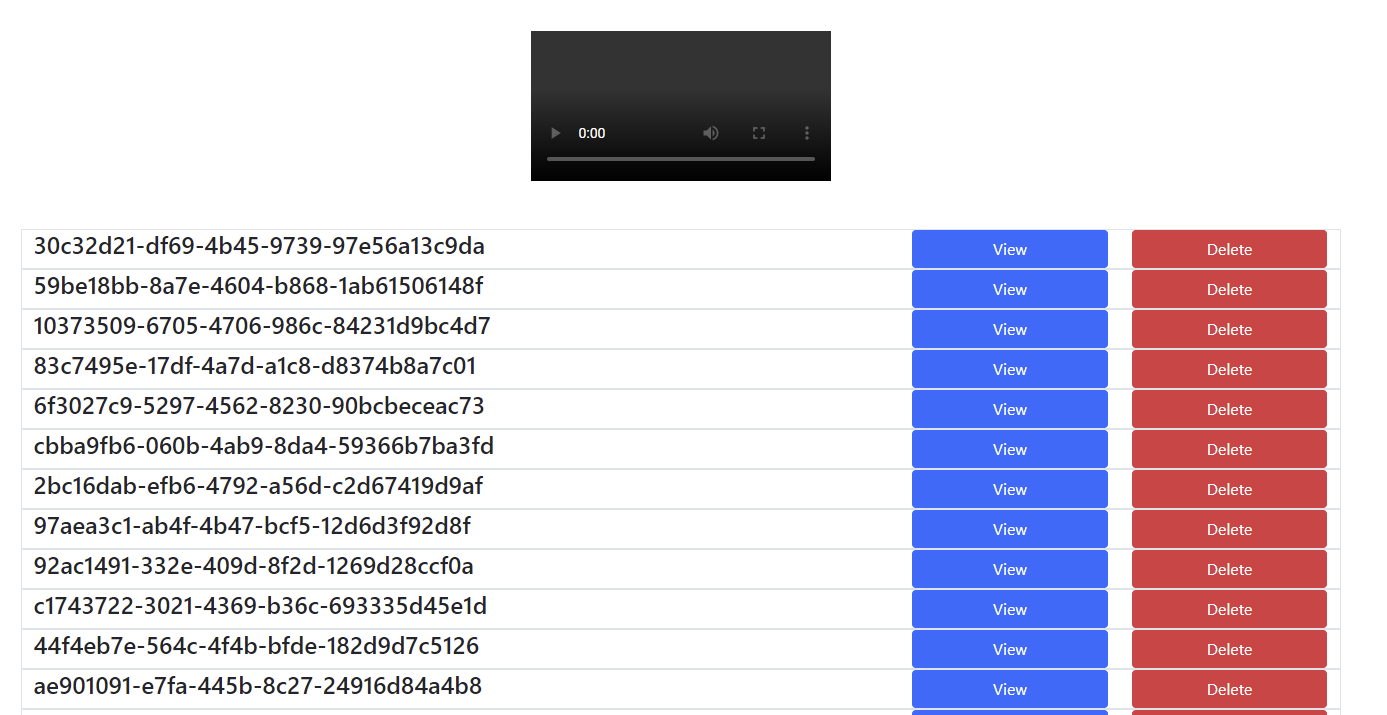 0:00
30c32d21-df69-4b45-9739-97e56a13c9da View Delete
59be18bb-8a7e-4604-b868-1ab61506148f View Delete
10373509-6705-4706-986c-84231d9bc4d7 View Delete
83c7495e-17df-4a7d-a1c8-d8374b8a7c01 View Delete
6f3027c9-5297-4562-8230-90bcbeceac73 View Delete
cbba9fb6-060b-4ab9-8da4-59366b7ba3fd View Delete
2bc16dab-efb6-4792-a56d-c2d67419d9af View Delete
97aea3c1-ab4f-4b47-bcf5-12d6d3f92d8f View Delete
92ac1491-332e-409d-8f2d-1269d28ccf0a View Delete
c1743722-3021-4369-b36c-693335d45e1d View Delete
44f4eb7e-564c-4f4b-bfde-182d9d7c5126 View Delete
ae901091-e7fa-445b-8c27-24916d84a4b8 View Delete